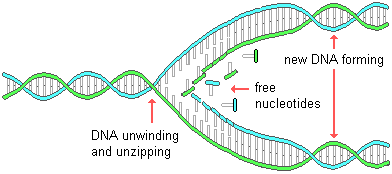 new DNA forming
free
nucleotides
DNA unwinding
and unzipping